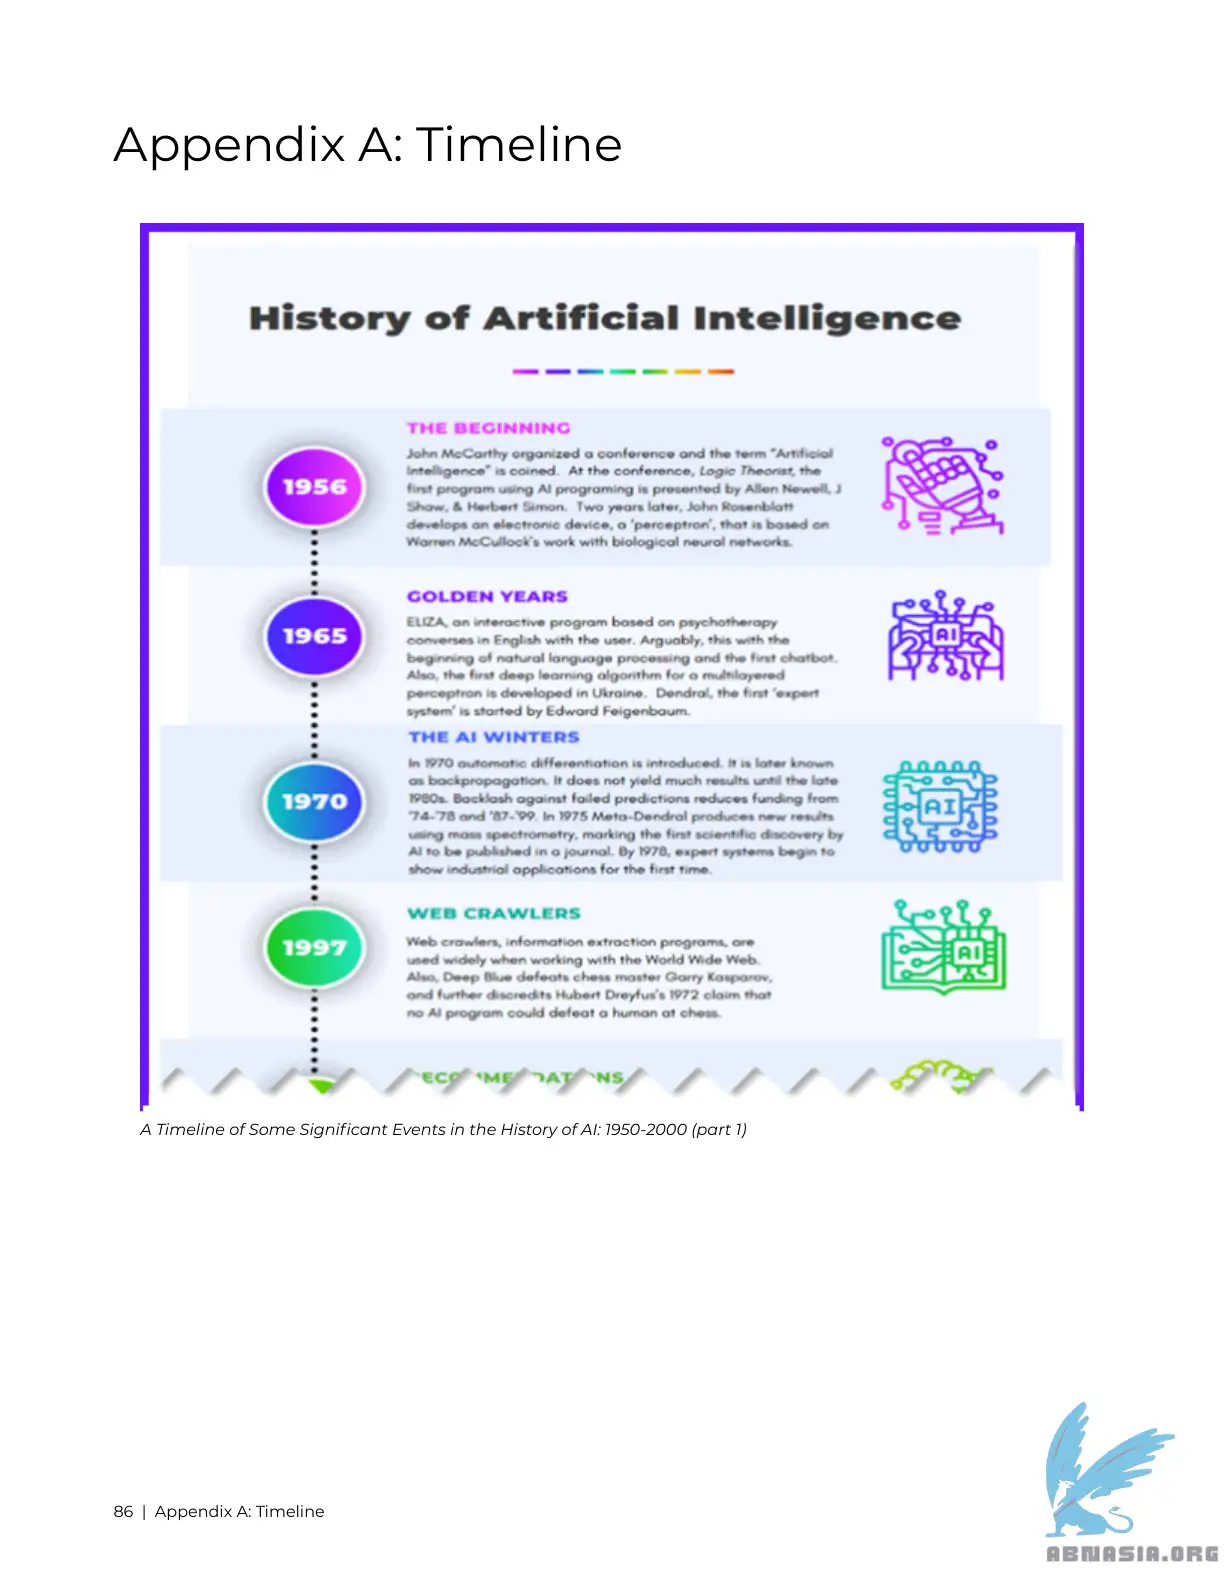 Appendix A: Timeline
History of Artificial Intelligence
THE BEGINNING
John McCarthy organized a conference and the term "Artificial
Intelligence" is coined. At the conference, Logic Theorist, the
first program using AI programing is presented by Allen Newell, J
Shaw, & Herbert Simon. Two years later, John Rosenblatt
develops an electronic device, a 'perceptron', that is based on
Warren McCullock's work with biological neural networks.
1956
GOLDEN YEARS
ELIZA, an interactive program based on psychotherapy
converses in English with the user. Arguably, this with the
beginning of natural language processing and the first chatbot.
Also, the first deep learning algorithm for a multilayered
perceptron is developed in Ukraine. Dendral, the first 'expert
system' is started by Edward Feigenbaum.
1965
AI
THE AI WINTERS
In 1970 automatic differentiation is introduced. It is later known
as backpropagation. It does not yield much results until the late
1980s. Backlash against failed predictions reduces funding from
'74-'78 and '87-'99. In 1975 Meta-Dendral produces new results
using mass spectrometry, marking the first scientific discovery by
AI to be published in a journal. By 1978, expert systems begin to
show industrial applications for the first time.
1970
AI
WEB CRAWLERS
Web crawlers, information extraction programs, are
used widely when working with the World Wide Web.
Also, Deep Blue defeats chess master Garry Kasparov,
and further discredits Hubert Dreyfus's 1972 claim that
no AI program could defeat a human at chess.
1997
AI
A Timeline of Some Significant Events in the History of AI: 1950-2000 (part 1)
86 | Appendix A: Timeline
ABNASIA.ORG